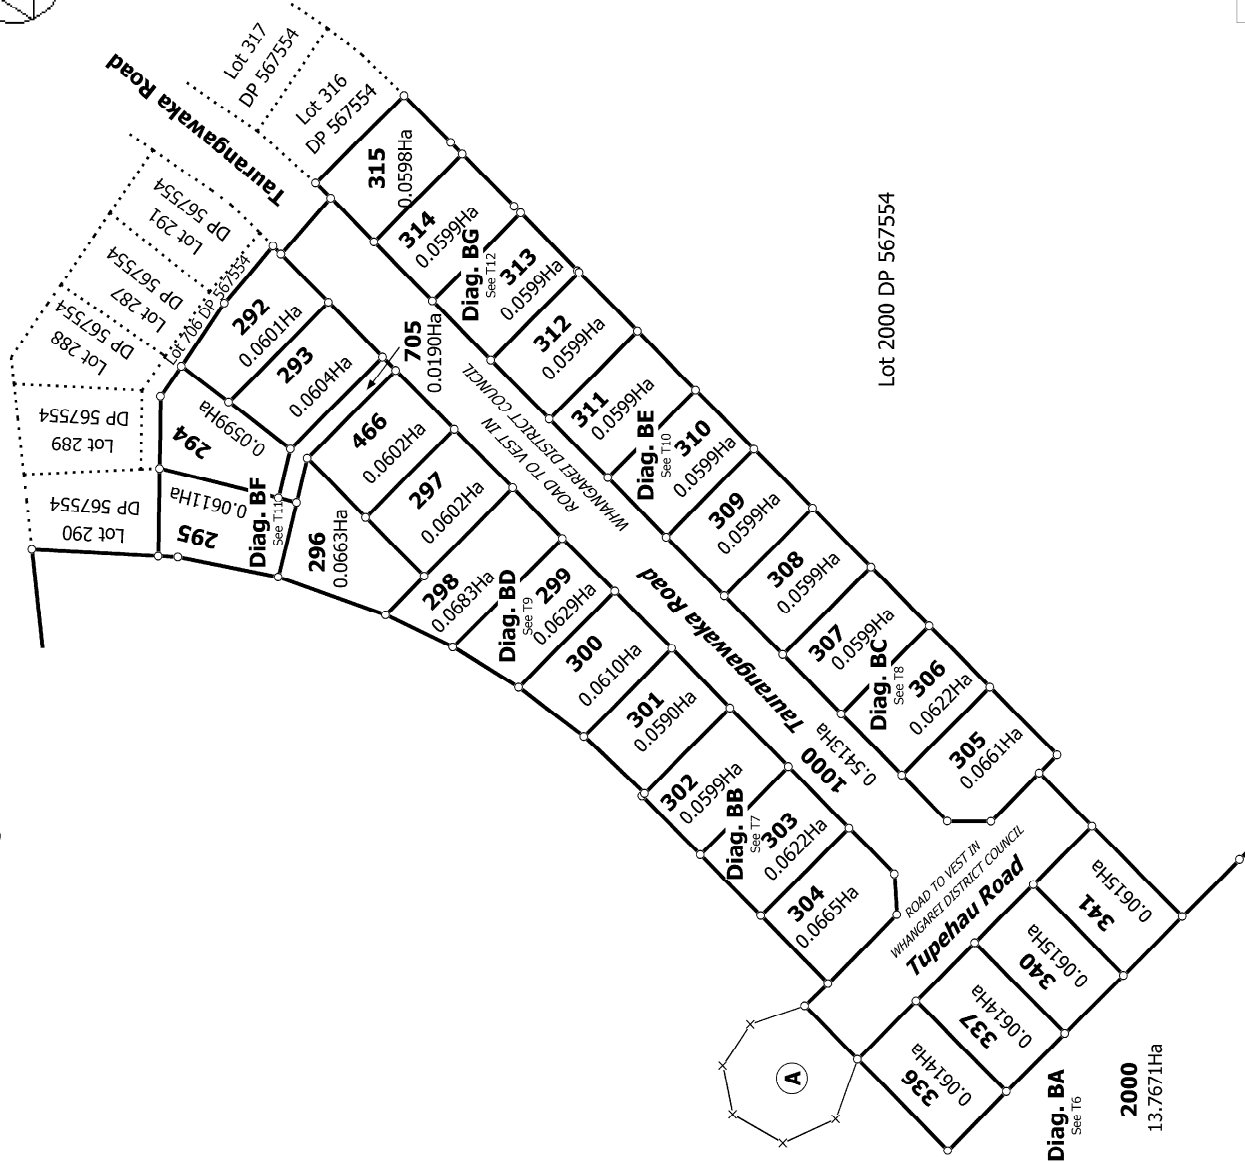 Lot 317
DP 567554
Lot 316
DP 567554
Taurangawaka Road
Lot 291
DP 567554
Lot 287
DP 567554
Lot 288
DP 567554
Lot 289
DP 567554
Lot 290
DP 567554
Lot 706 DP 567554
315
0.0598Ha
314
0.0599Ha
Diag. BG
See T12
313
0.0599Ha
312
0.0599Ha
311
0.0599Ha
Diag. BE
See T10
310
0.0599Ha
309
0.0599Ha
308
0.0599Ha
307
0.0599Ha
Diag. BC
See T8
306
0.0622Ha
305
0.0661Ha
292
0.0601Ha
293
0.0604Ha
294
0.0599Ha
295
0.0611Ha
Diag. BF
See T11
296
0.0663Ha
705
0.0190Ha
466
0.0602Ha
297
0.0602Ha
298
0.0683Ha
Diag. BD
See T9
299
0.0629Ha
300
0.0610Ha
301
0.0590Ha
302
0.0599Ha
Diag. BB
See T7
303
0.0622Ha
304
0.0665Ha
ROAD TO VEST IN
WHANGAREI DISTRICT COUNCIL
Taurangawaka Road
1000
0.5413Ha
Lot 2000 DP 567554
ROAD TO VEST IN
WHANGAREI DISTRICT COUNCIL
Tupehau Road
341
0.0615Ha
340
0.0615Ha
337
0.0614Ha
336
0.0614Ha
A
Diag. BA
See T6
2000
13.7671Ha